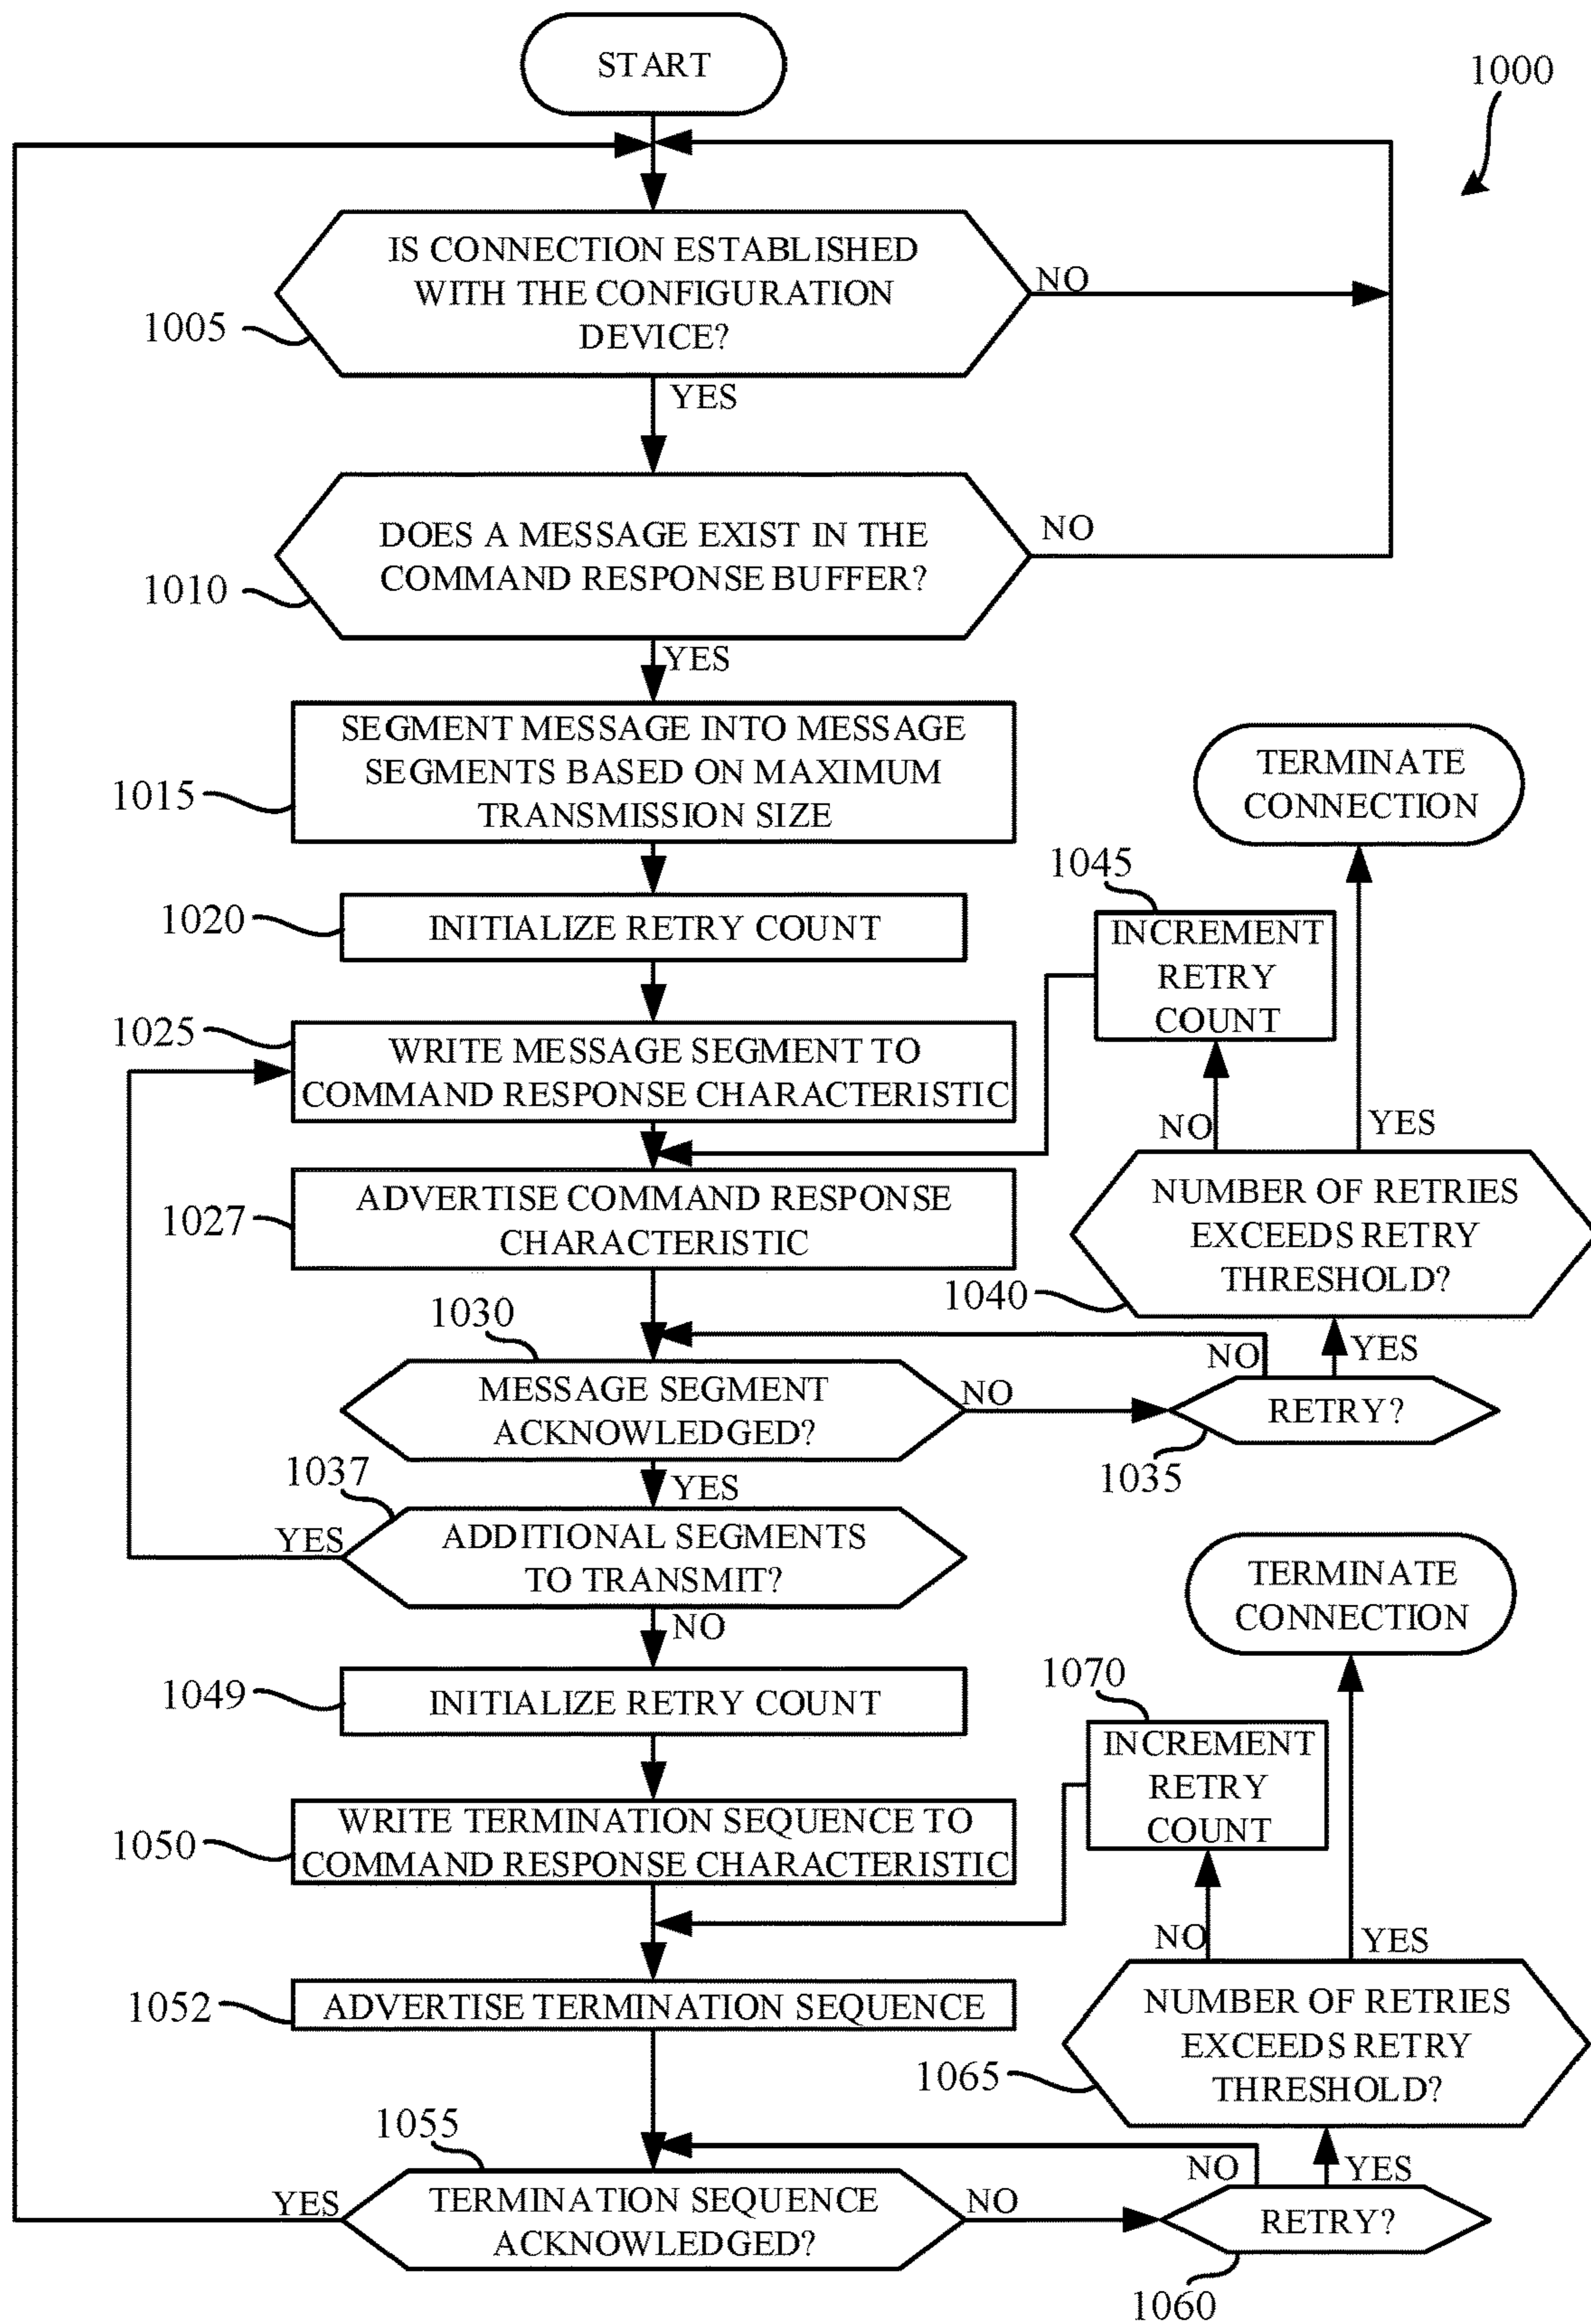 START
1000
IS CONNECTION ESTABLISHED
WITH THE CONFIGURATION
DEVICE?
NO
1005
YES
DOES A MESSAGE EXIST IN THE
COMMAND RESPONSE BUFFER?
NO
1010
YES
SEGMENT MESSAGE INTO MESSAGE
SEGMENTS BASED ON MAXIMUM
TRANSMISSION SIZE
1015
TERMINATE
CONNECTION
1045
1020
INITIALIZE RETRY COUNT
INCREMENT
RETRY
COUNT
1025
WRITE MESSAGE SEGMENT TO
COMMAND RESPONSE CHARACTERISTIC
NO
YES
1027
ADVERTISE COMMAND RESPONSE
CHARACTERISTIC
NUMBER OF RETRIES
EXCEEDS RETRY
THRESHOLD?
1040
1030
NO
YES
MESSAGE SEGMENT
ACKNOWLEDGED?
NO
RETRY?
1035
1037
YES
YES
ADDITIONAL SEGMENTS
TO TRANSMIT?
NO
TERMINATE
CONNECTION
1049
INITIALIZE RETRY COUNT
1070
INCREMENT
RETRY
COUNT
1050
WRITE TERMINATION SEQUENCE TO
COMMAND RESPONSE CHARACTERISTIC
NO
YES
1052
ADVERTISE TERMINATION SEQUENCE
NUMBER OF RETRIES
EXCEEDS RETRY
THRESHOLD?
1065
1055
NO
YES
YES
TERMINATION SEQUENCE
ACKNOWLEDGED?
NO
RETRY?
1060